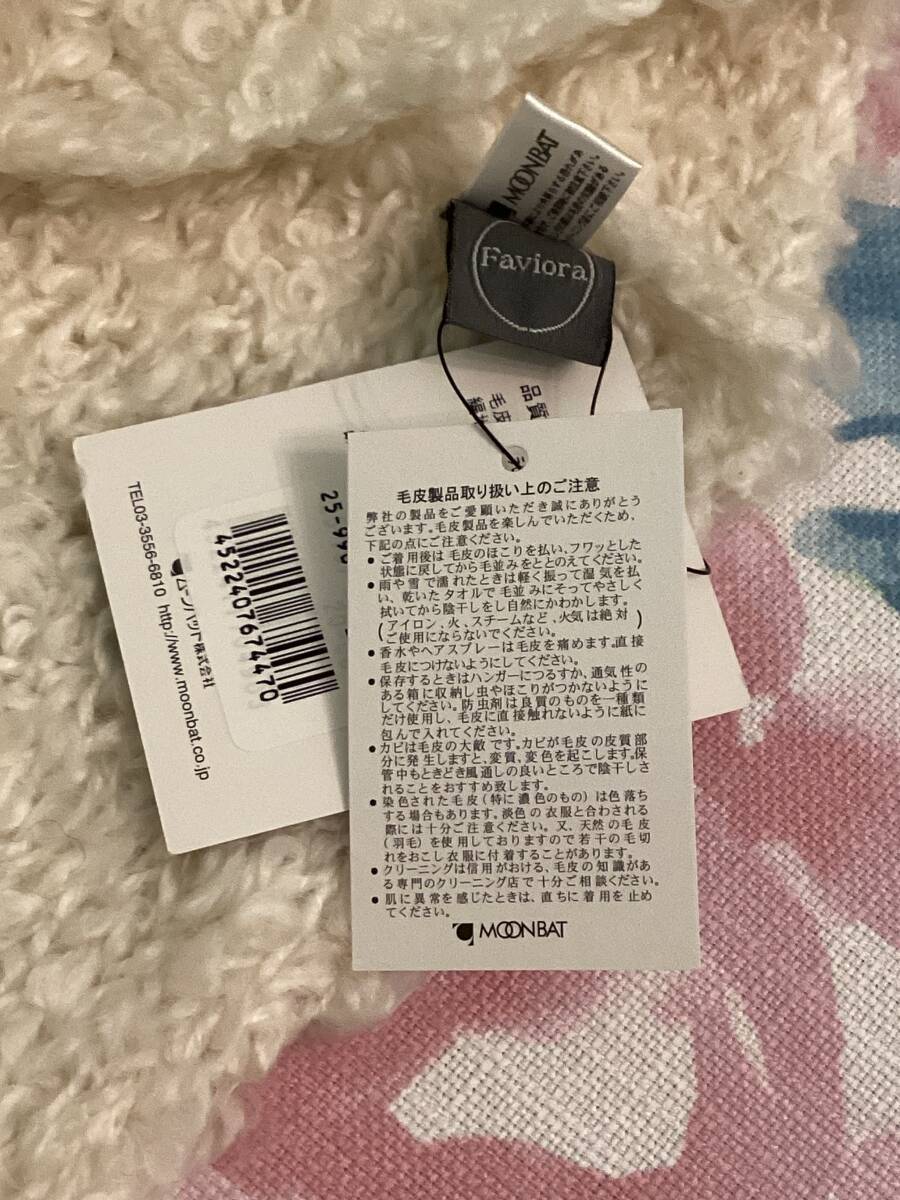 MOONBAT
Faviora
品質
毛皮
TEL03-3556-6810 http://www.moonbat.co.jp
ムーンバット株式会社
4522407674470
25-996
毛皮製品取り扱い上のご注意
弊社の製品をご愛顧いただき誠にありがとう
ございます。毛皮製品を楽しんでいただくため、
下記の点にご注意ください。
●ご着用後は毛皮のほこりを払い、フワッとした
状態に戻してから毛並みをととのえてください。
●雨や雪で濡れたときは軽く振って湿気を払
い、乾いたタオルで毛並みにそってやさしく
拭いてから陰干しをし自然にかわかします。
(アイロン、火、スチームなど、火気は絶対
ご使用にならないでください。)
●香水やヘアスプレーは毛皮を痛めます。直接
毛皮につけないようにしてください。
●保存するときはハンガーにつるすか、通気性の
ある箱に収納し虫やほこりがつかないように
してください。防虫剤は良質のものを一種類
だけ使用し、毛皮に直接触れないように紙に
包んで入れてください。
●カビは毛皮の大敵です。カビが毛皮の皮質部
分に発生しますと、変質、変色を起こします。保
管中もときどき風通しの良いところで陰干しさ
れることをおすすめ致します。
●染色された毛皮(特に濃色のもの)は色落ち
する場合もあります。淡色の衣服と合わされる
際には十分ご注意ください。又、天然の毛皮
(羽毛)を使用しておりますので若干の毛切
れをおこし衣服に付着することがあります。
●クリーニングは信用がおける、毛皮の知識があ
る専門のクリーニング店で十分ご相談ください。
●肌に異常を感じたときは、直ちに着用を止め
てください。
MOONBAT